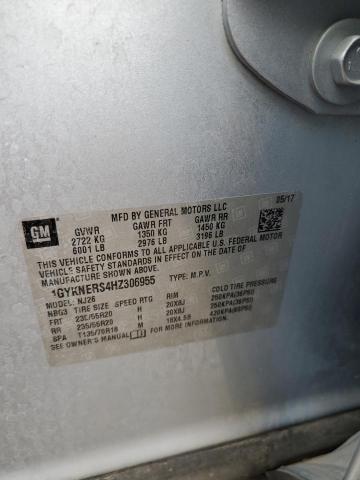 GM
MFD BY GENERAL MOTORS LLC
05/17
GVWR GAWR FRT GAWR RR
2722 KG 1350 KG 1450 KG
6001 LB 2976 LB 3196 LB
THIS VEHICLE CONFORMS TO ALL APPLICABLE U.S. FEDERAL MOTOR
VEHICLE SAFETY AND THEFT PREVENTION STANDARDS IN EFFECT ON
THE DATE OF MANUFACTURE SHOWN ABOVE.
1GYKNERS4HZ306955 TYPE: M.P.V.
MODEL: NJ26
NBG3 TIRE SIZE SPEED RTG RIM COLD TIRE PRESSURE
FRT 235/55R20 H 20X8J 250KPA(36PSI)
RR 235/55R20 H 20X8J 250KPA(36PSI)
SPA T135/70R18 M 18X4.5B 420KPA(60PSI)
SEE OWNER'S MANUAL